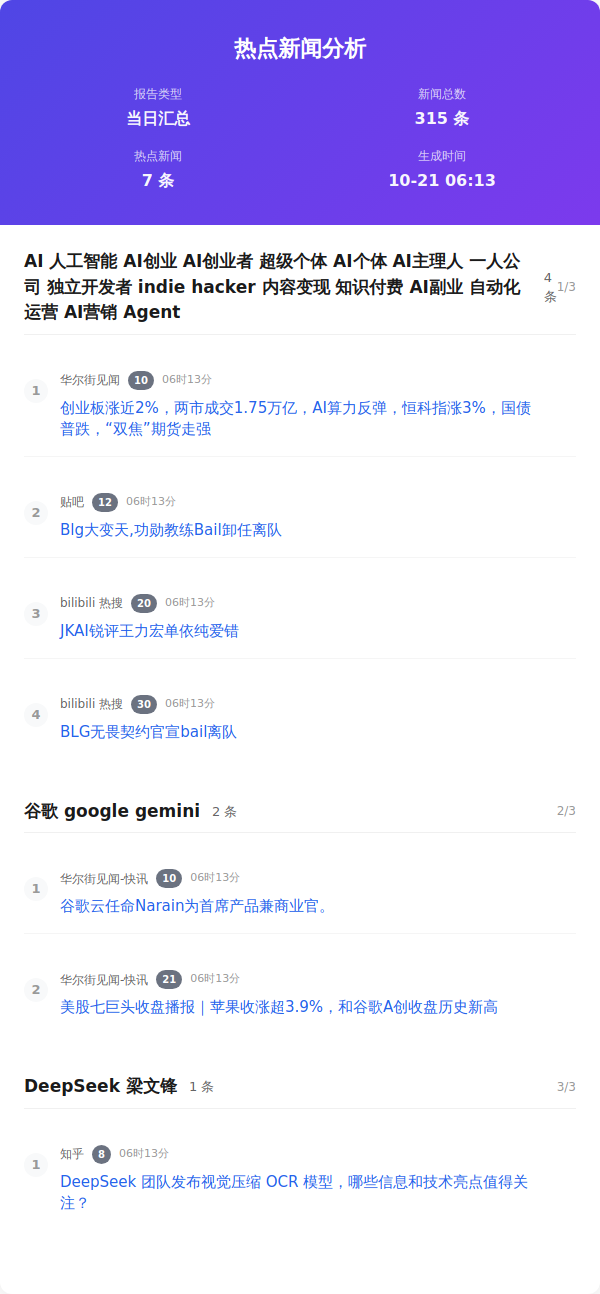 热点新闻分析
报告类型
当日汇总
新闻总数
315 条
热点新闻
7 条
生成时间
10-21 06:13
AI 人工智能 AI创业 AI创业者 超级个体 AI个体 AI主理人 一人公
司 独立开发者 indie hacker 内容变现 知识付费 AI副业 自动化
运营 AI营销 Agent
4
条
1/3
1
华尔街见闻 10 06时13分
创业板涨近2%，两市成交1.75万亿，AI算力反弹，恒科指涨3%，国债
普跌，“双焦”期货走强
2
贴吧 12 06时13分
Blg大变天,功勋教练Bail卸任离队
3
bilibili 热搜 20 06时13分
JKAI锐评王力宏单依纯爱错
4
bilibili 热搜 30 06时13分
BLG无畏契约官宣bail离队
谷歌 google gemini 2 条 2/3
1
华尔街见闻-快讯 10 06时13分
谷歌云任命Narain为首席产品兼商业官。
2
华尔街见闻-快讯 21 06时13分
美股七巨头收盘播报｜苹果收涨超3.9%，和谷歌A创收盘历史新高
DeepSeek 梁文锋 1 条 3/3
1
知乎 8 06时13分
DeepSeek 团队发布视觉压缩 OCR 模型，哪些信息和技术亮点值得关
注？